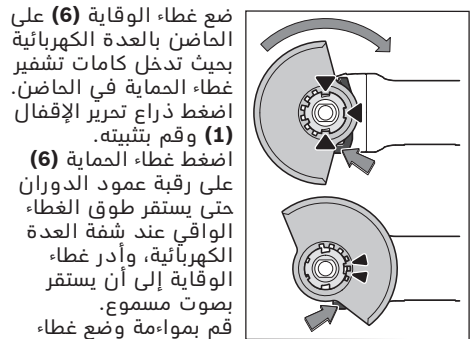 ضع غطاء الوقاية (6) على
الحاضن بالعدة الكهربائية
بحيث تدخل كامات تشفير
غطاء الحماية في الحاضن.
اضغط ذراع تحرير الإقفال
(1) وقم بتثبيته.
اضغط غطاء الحماية (6)
على رقبة عمود الدوران
حتى يستقر طوق الغطاء
الواقي عند شفة العدة
الكهربائية، وأدر غطاء
الوقاية إلى أن يستقر
بصوت مسموع.
قم بمواءمة وضع غطاء